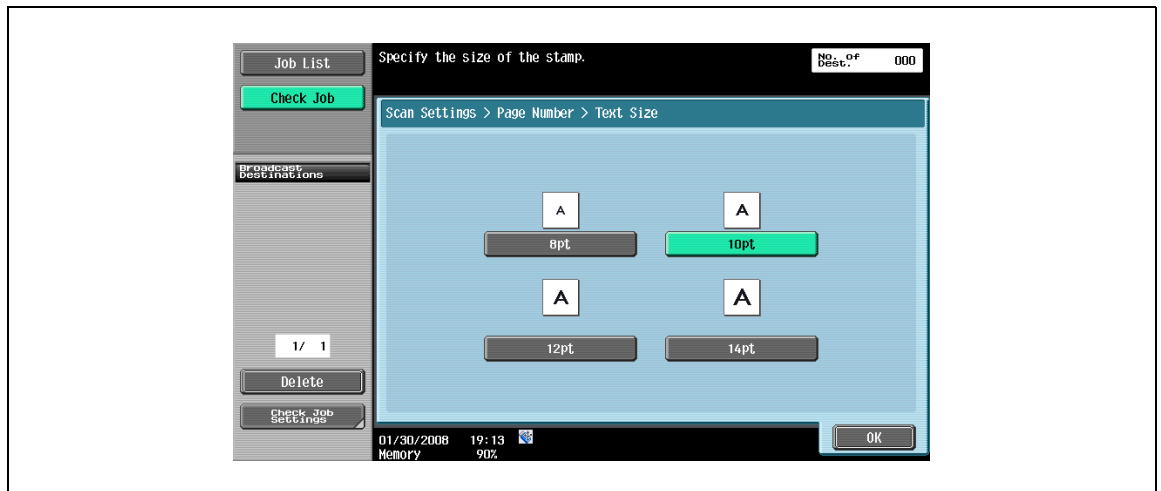 Job List
Check Job
Broadcast
Destinations
1/ 1
Delete
Check Job
Settings
Specify the size of the stamp.
No. of
Dest.
000
Scan Settings > Page Number > Text Size
A
A
8pt
10pt
A
A
12pt
14pt
01/30/2008 19:13
Memory 90%
OK